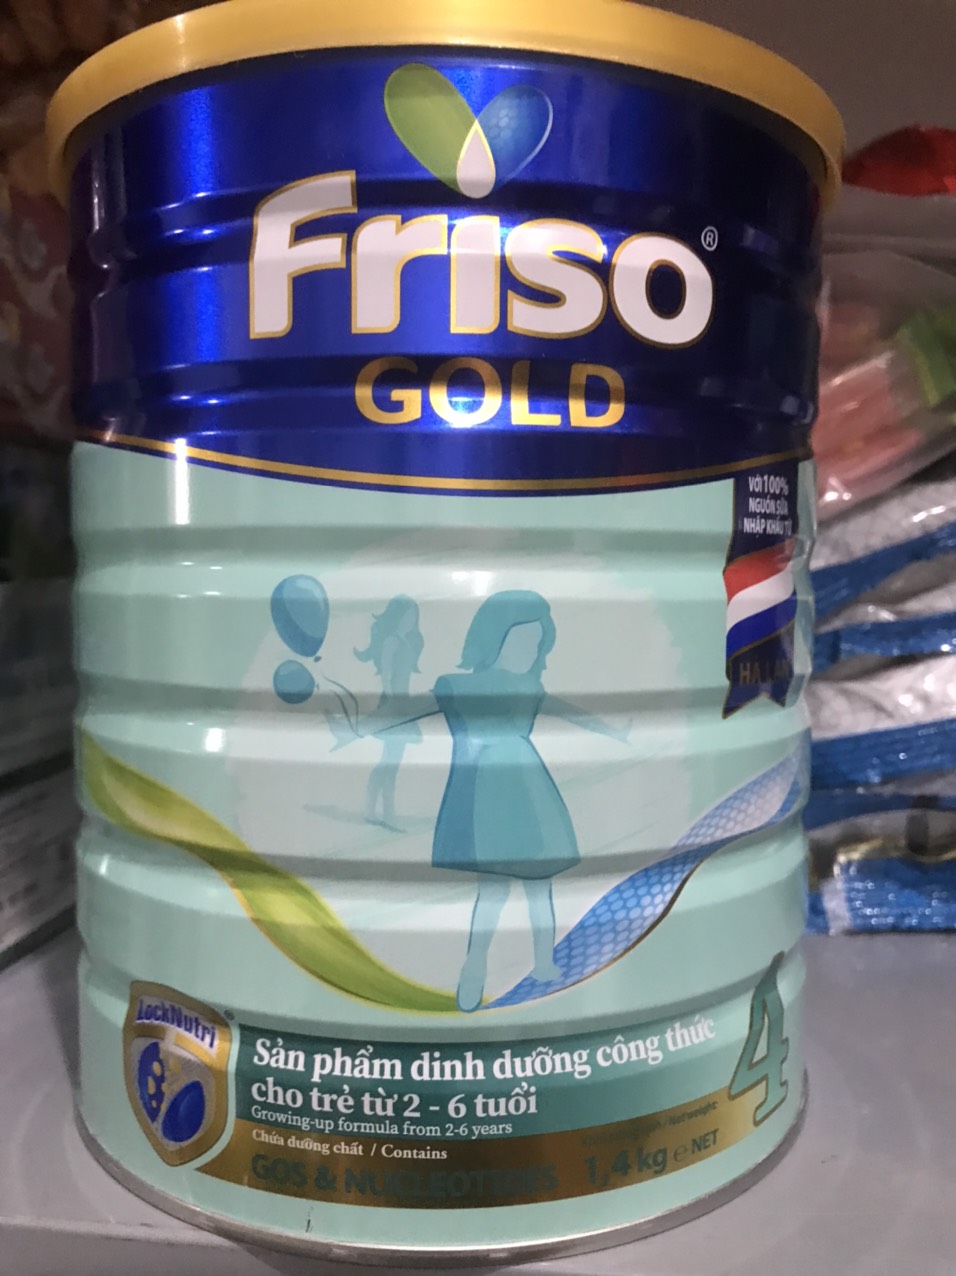 Friso®
GOLD
VỚI 100%
NGUỒN SỮA
NHẬP KHẨU TỪ
HÀ LAN
LockNutri®
Sản phẩm dinh dưỡng công thức
cho trẻ từ 2 - 6 tuổi
4
Growing-up formula from 2-6 years
Chứa dưỡng chất / Contains
GOS & NUCLEOTIDES
/ Net weight:
1,4 kg e NET